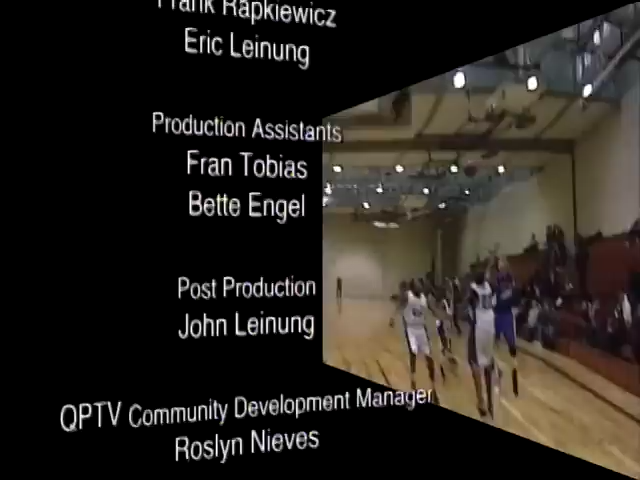 Frank Rapkiewicz
Eric Leinung
Production Assistants
Fran Tobias
Bette Engel
Post Production
John Leinung
QPTV Community Development Manager
Roslyn Nieves